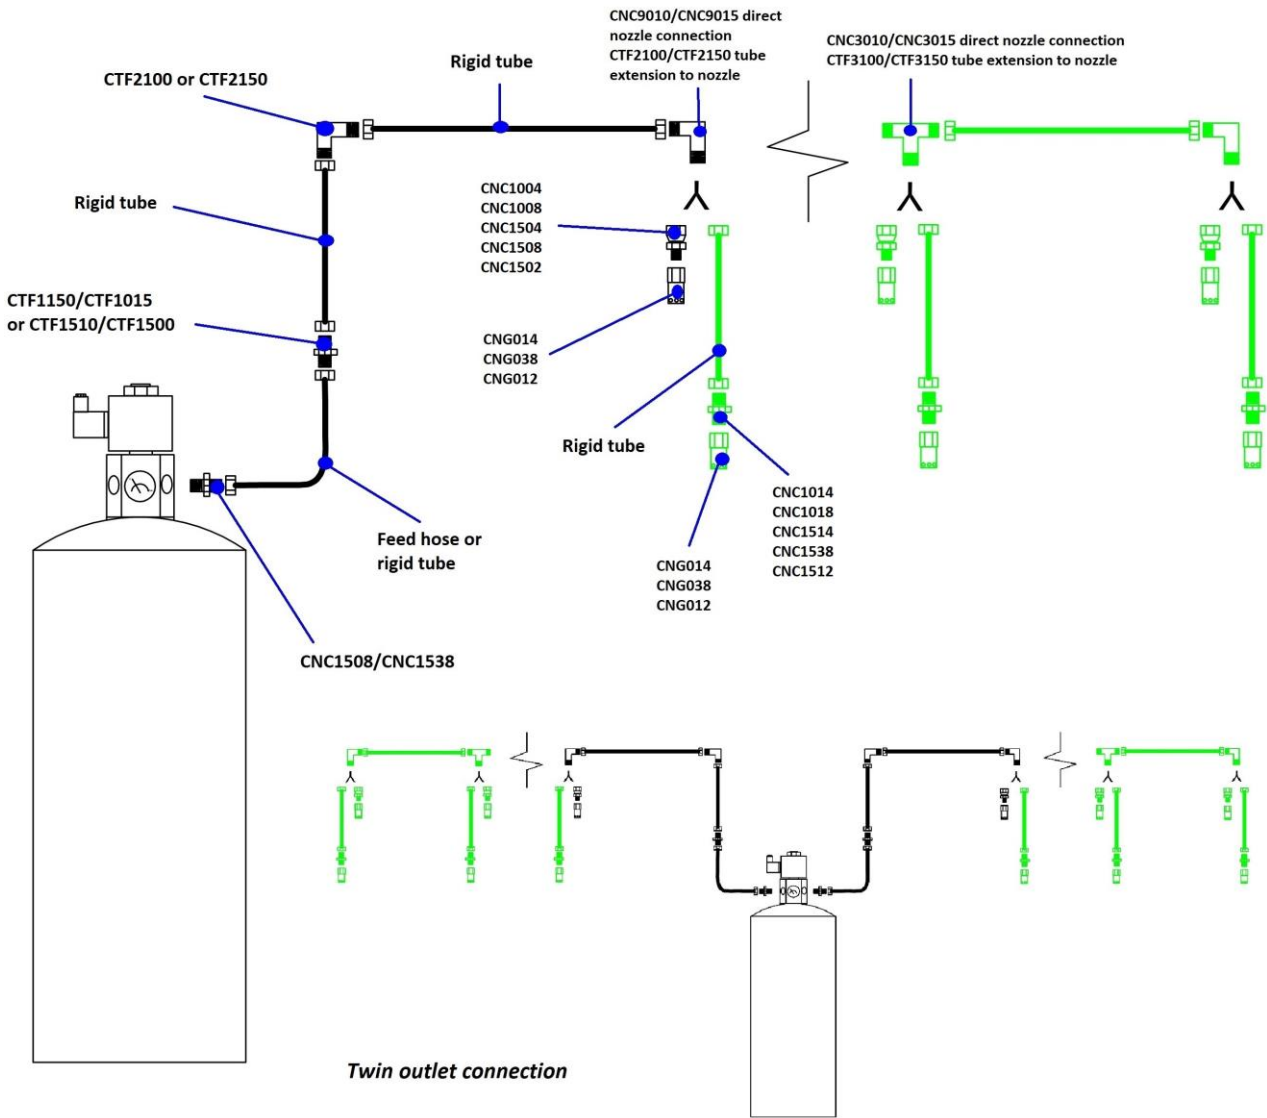 CNC9010/CNC9015 direct
nozzle connection
CTF2100/CTF2150 tube
extension to nozzle
CNC3010/CNC3015 direct nozzle connection
CTF3100/CTF3150 tube extension to nozzle
Rigid tube
CTF2100 or CTF2150
Rigid tube
CNC1004
CNC1008
CNC1504
CNC1508
CNC1502
CTF1150/CTF1015
or CTF1510/CTF1500
CNG014
CNG038
CNG012
Rigid tube
CNC1014
CNC1018
CNC1514
CNC1538
CNC1512
Feed hose or
rigid tube
CNG014
CNG038
CNG012
CNC1508/CNC1538
Twin outlet connection